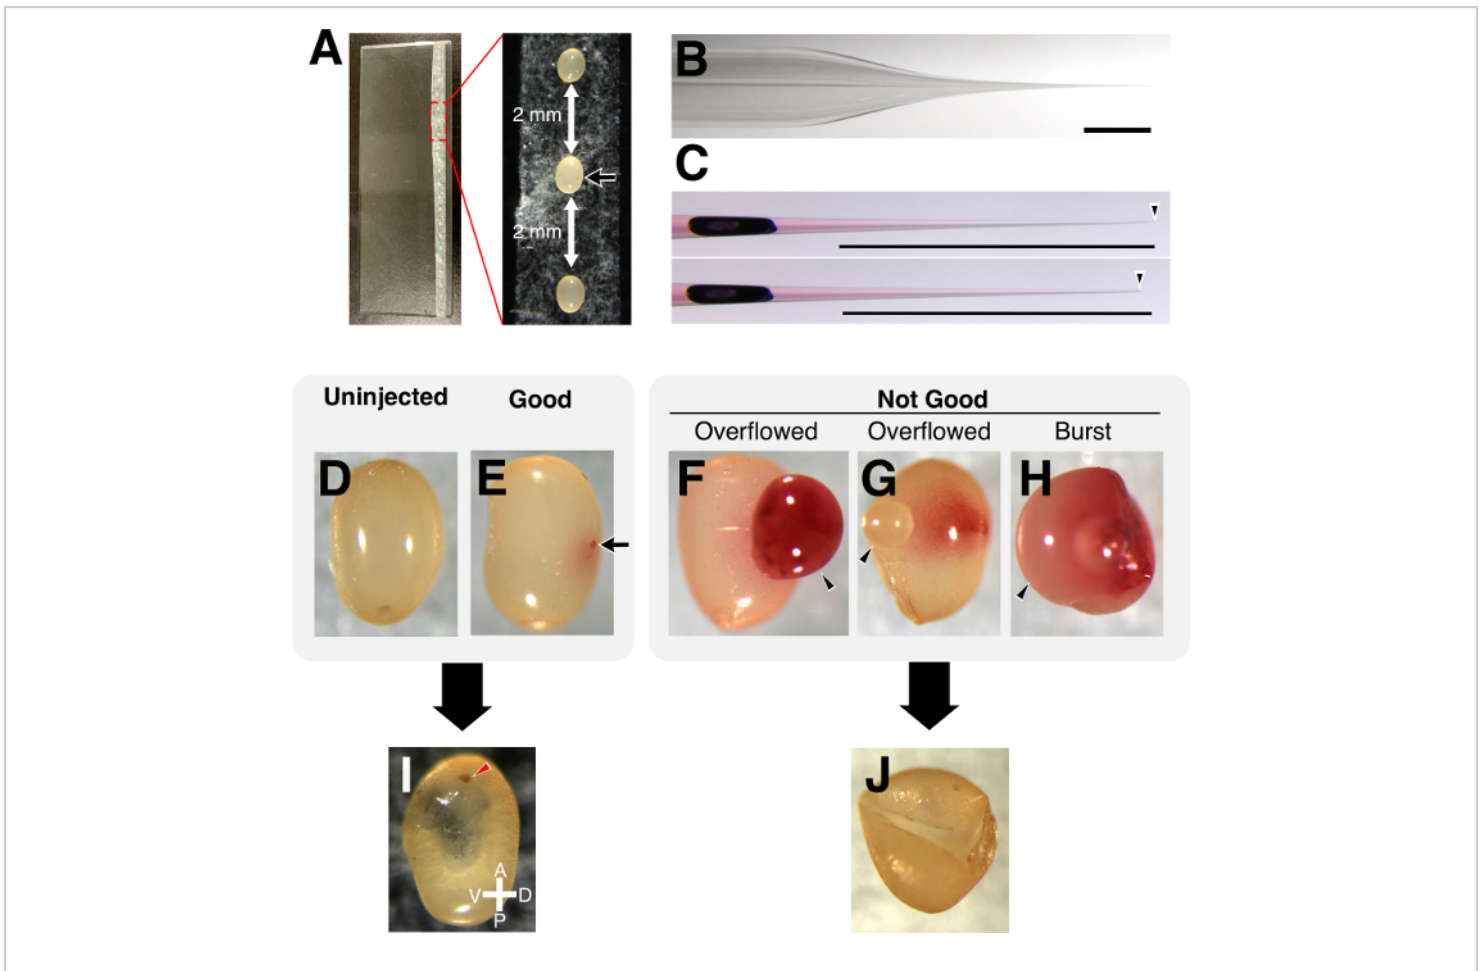 A
2 mm
2 mm
B
C
Uninjected
Good
Not Good
Overflowed
Overflowed
Burst
D
E
F
G
H
I
A
V
D
P
J